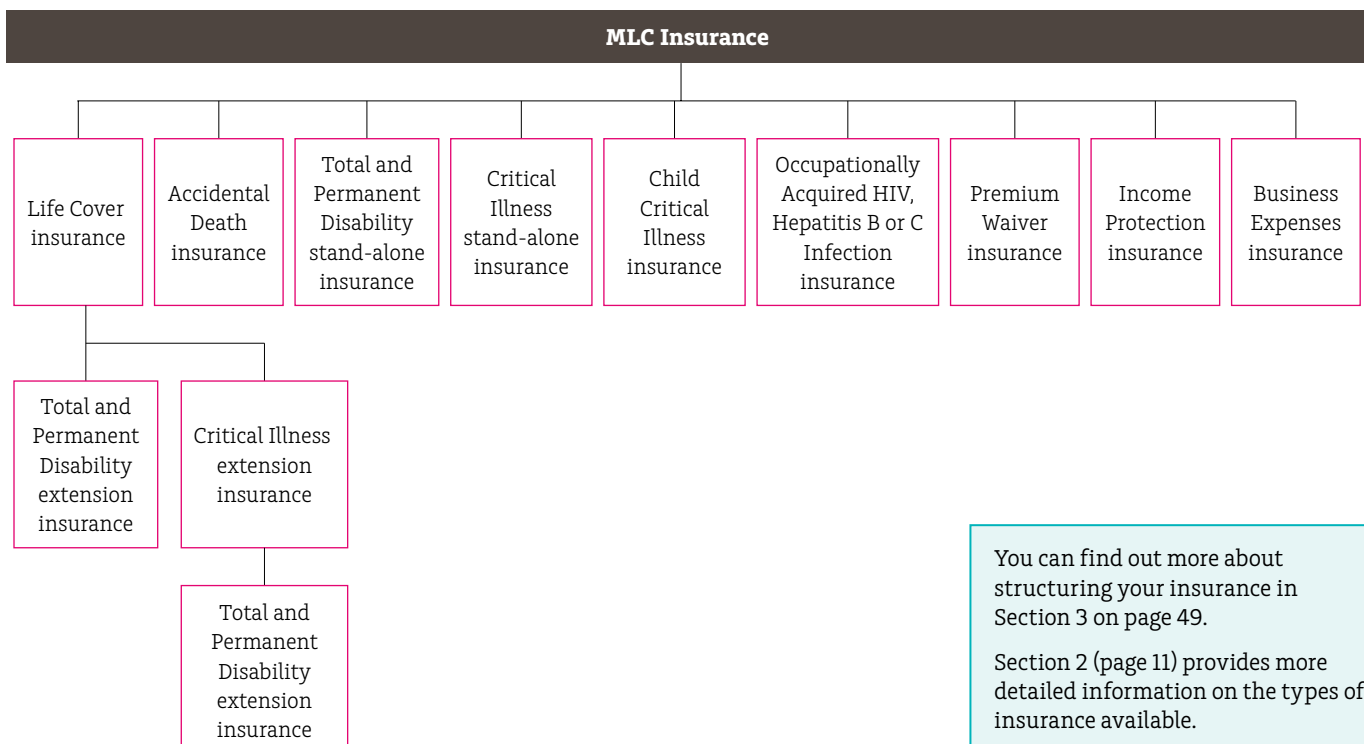 MLC Insurance
Life Cover
insurance
Accidental
Death
insurance
Total and
Permanent
Disability
stand-alone
insurance
Critical
Illness
stand-alone
insurance
Child
Critical
Illness
insurance
Occupationally
Acquired HIV,
Hepatitis B or C
Infection
insurance
Premium
Waiver
insurance
Income
Protection
insurance
Business
Expenses
insurance
Total and
Permanent
Disability
extension
insurance
Critical Illness
extension
insurance
Total and
Permanent
Disability
extension
insurance
You can find out more about
structuring your insurance in
Section 3 on page 49.
Section 2 (page 11) provides more
detailed information on the types of
insurance available.